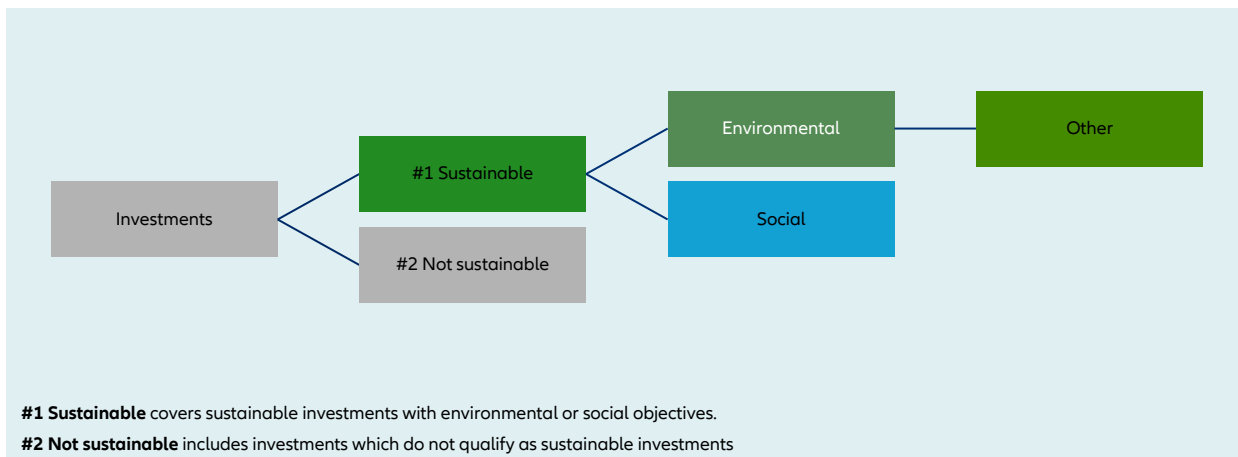 Environmental
Other
#1 Sustainable
Social
Investments
#2 Not sustainable
#1 Sustainable covers sustainable investments with environmental or social objectives.
#2 Not sustainable includes investments which do not qualify as sustainable investments